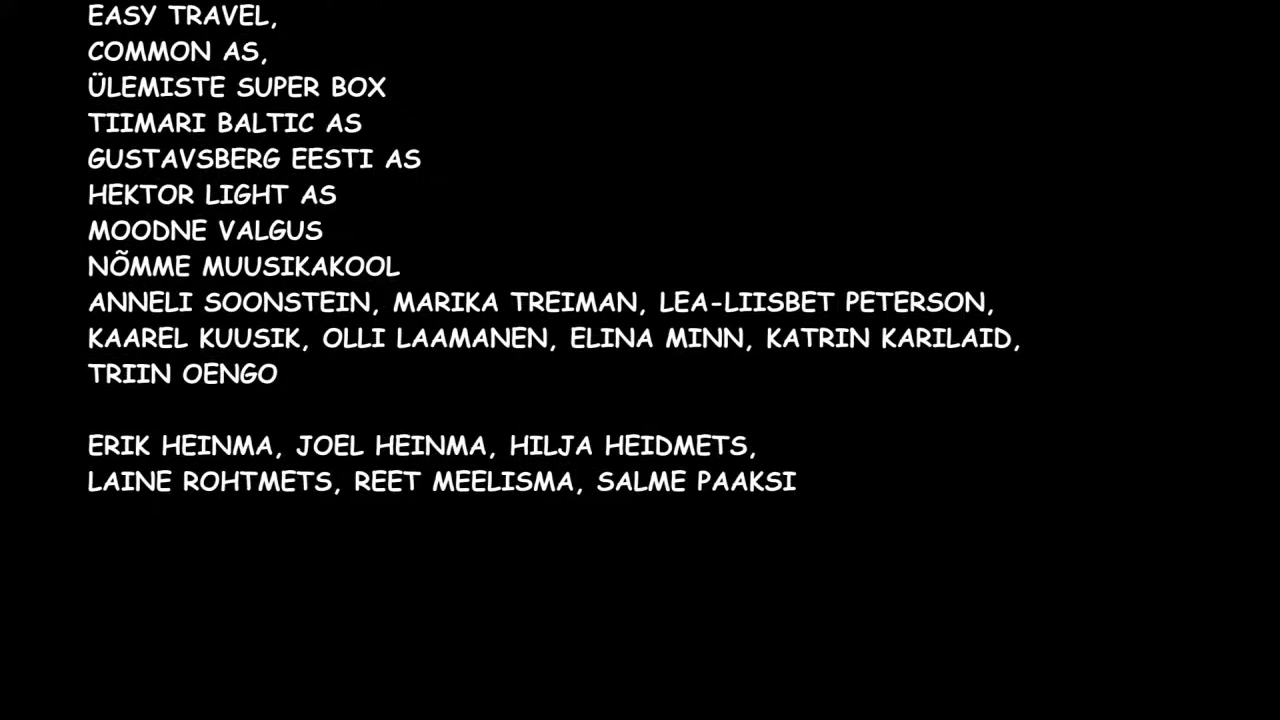 EASY TRAVEL,
COMMON AS,
ÜLEMISTE SUPER BOX
TIIMARI BALTIC AS
GUSTAVSBERG EESTI AS
HEKTOR LIGHT AS
MOODNE VALGUS
NÕMME MUUSIKAKOOL
ANNELI SOONSTEIN, MARIKA TREIMAN, LEA-LIISBET PETERSON,
KAAREL KUUSIK, OLLI LAAMANEN, ELINA MINN, KATRIN KARILAID,
TRIIN OENGO
ERIK HEINMA, JOEL HEINMA, HILJA HEIDMETS,
LAINE ROHTMETS, REET MEELISMA, SALME PAAKSI